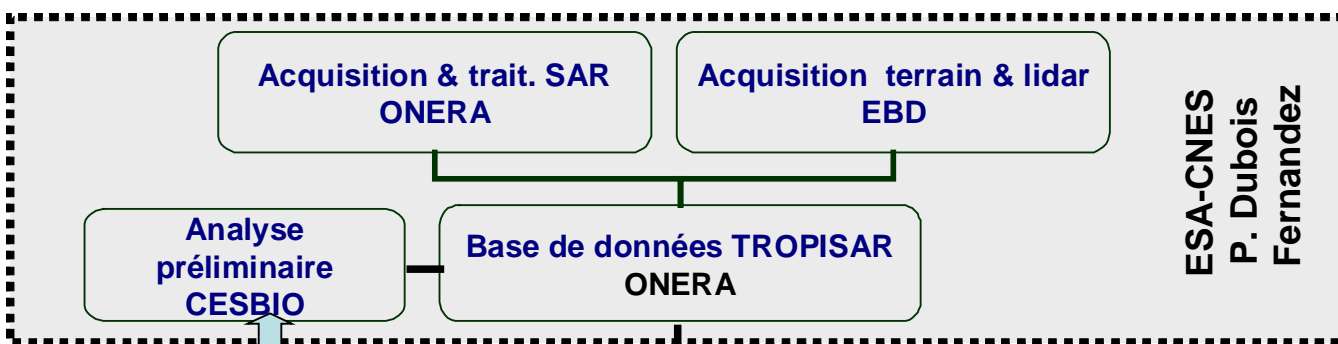 Acquisition & trait. SAR
ONERA
Acquisition terrain & lidar
EBD
ESA-CNES
P. Dubois
Fernandez
Analyse
préliminaire
CESBIO
Base de données TROPISAR
ONERA